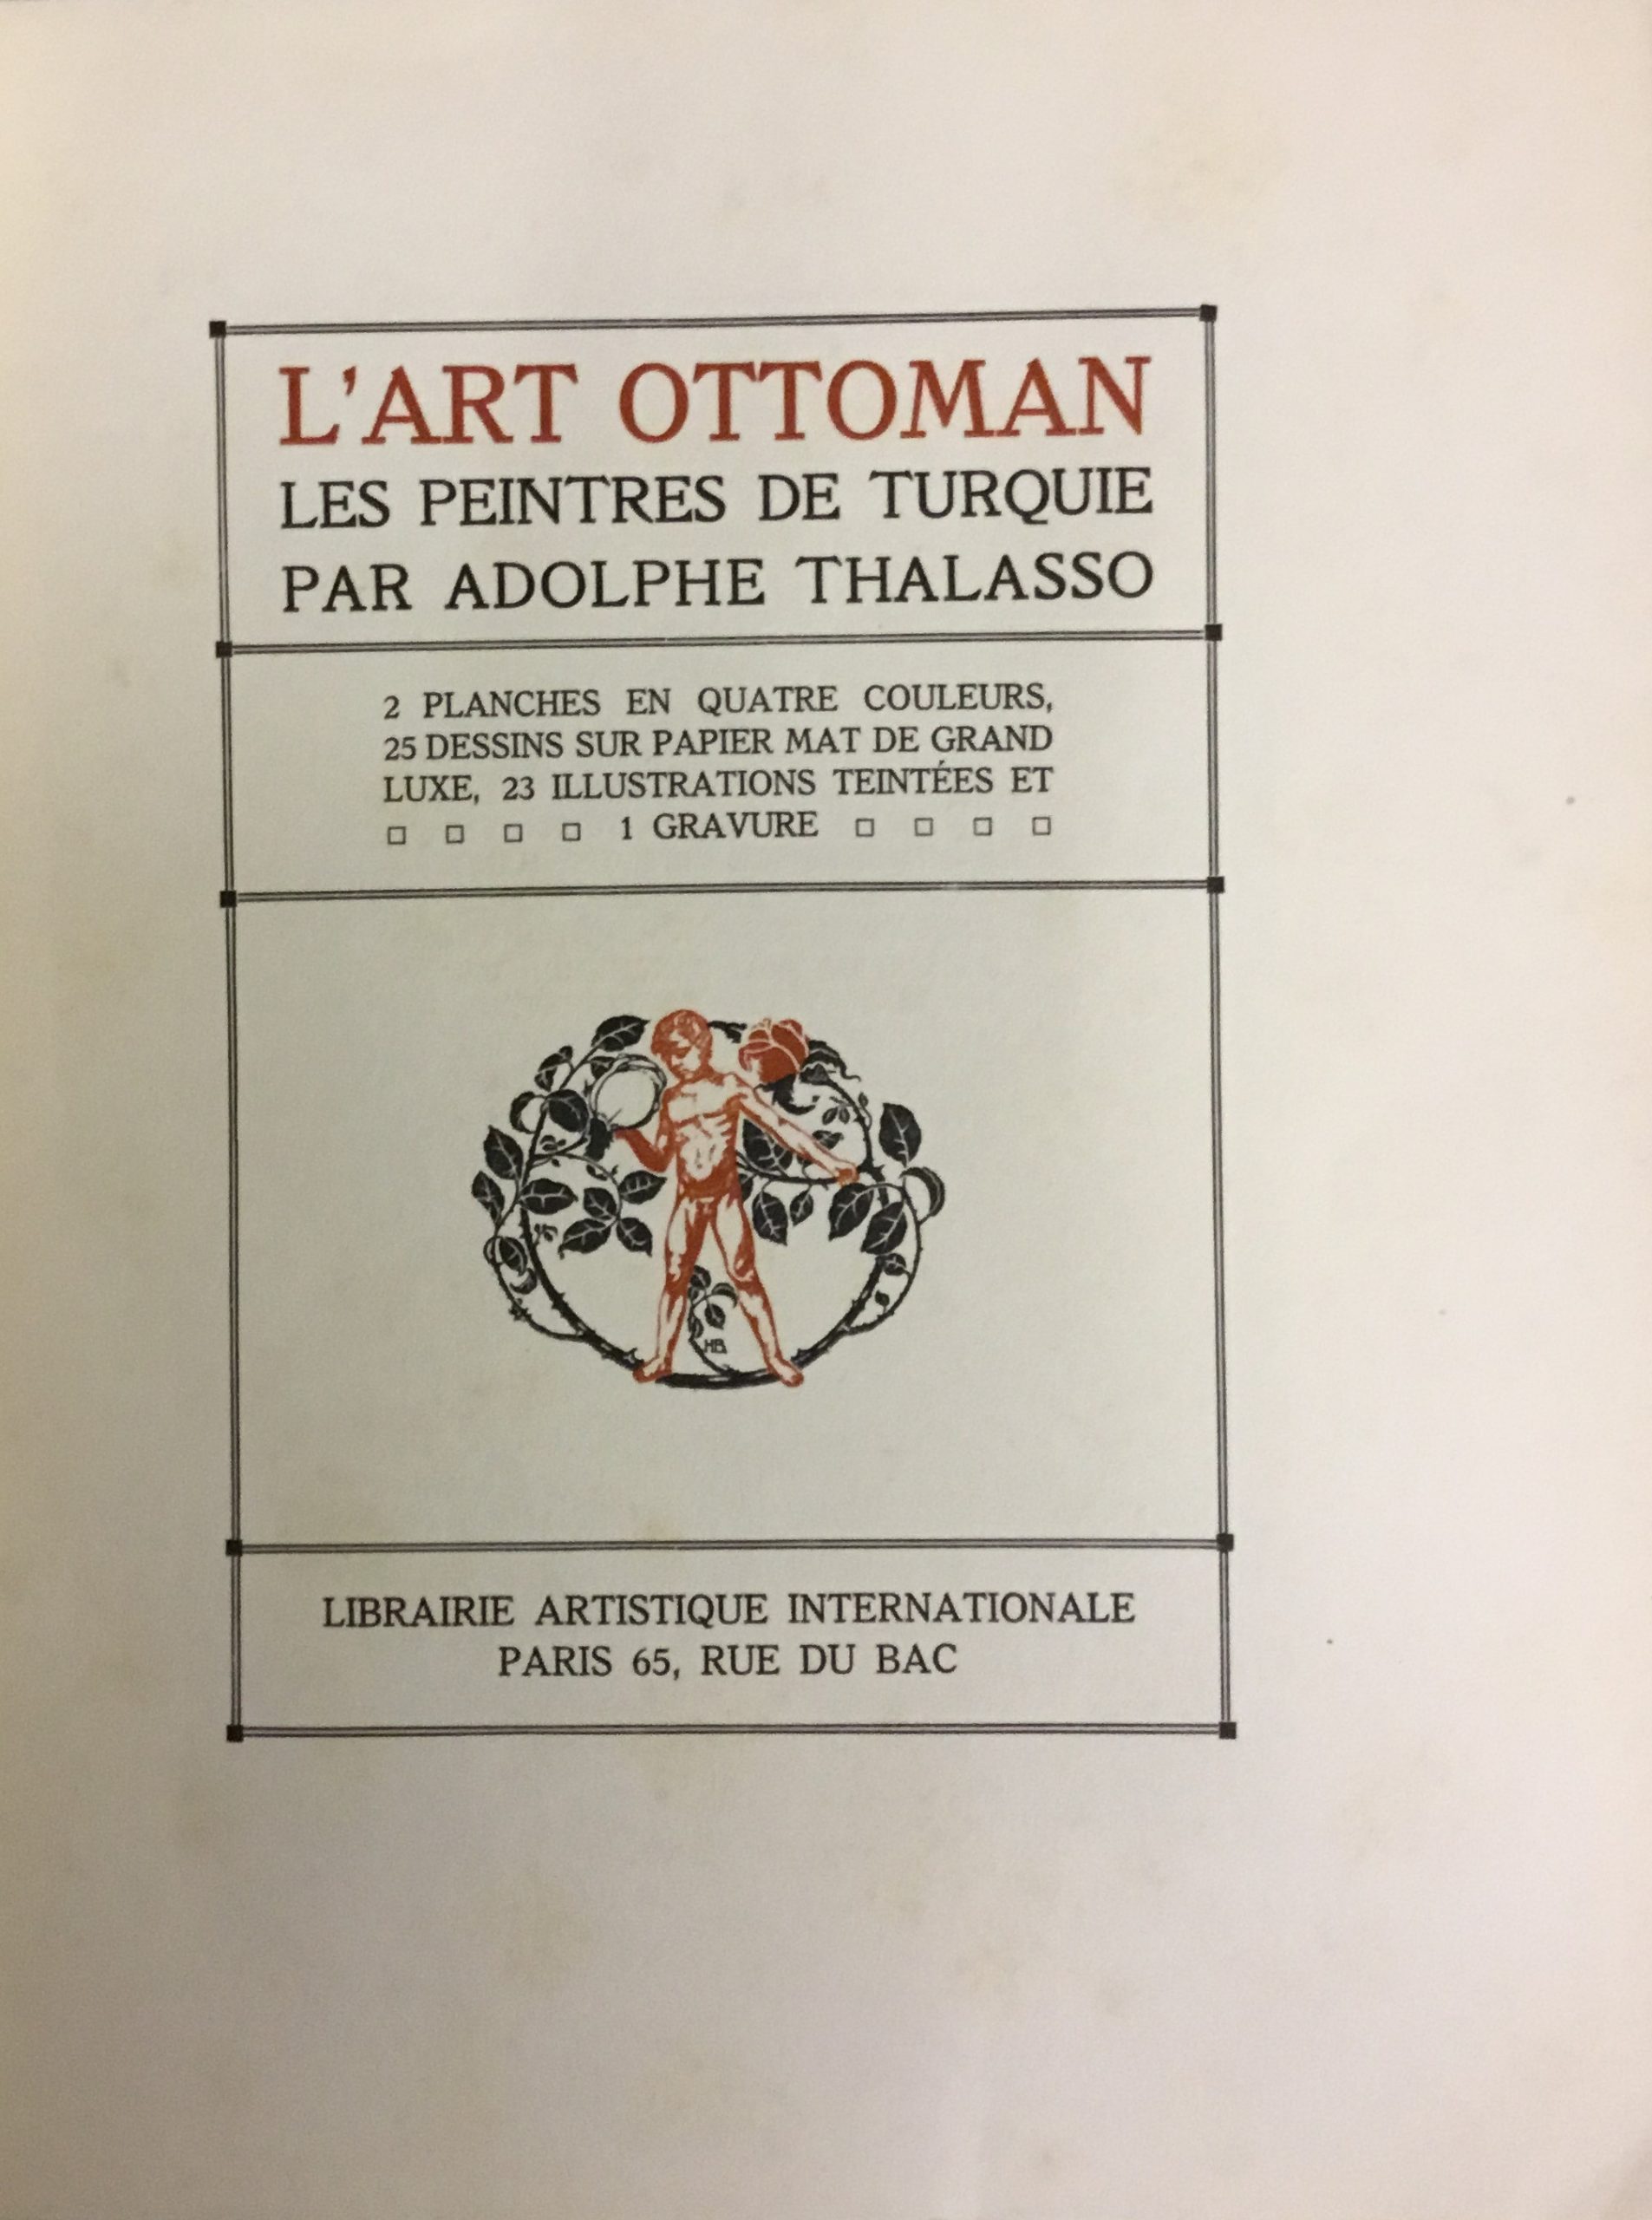 L'ART OTTOMAN
LES PEINTRES DE TURQUIE
PAR ADOLPHE THALASSO
2 PLANCHES EN QUATRE COULEURS,
25 DESSINS SUR PAPIER MAT DE GRAND
LUXE, 23 ILLUSTRATIONS TEINTÉES ET
1 GRAVURE
HB
LIBRAIRIE ARTISTIQUE INTERNATIONALE
PARIS 65, RUE DU BAC